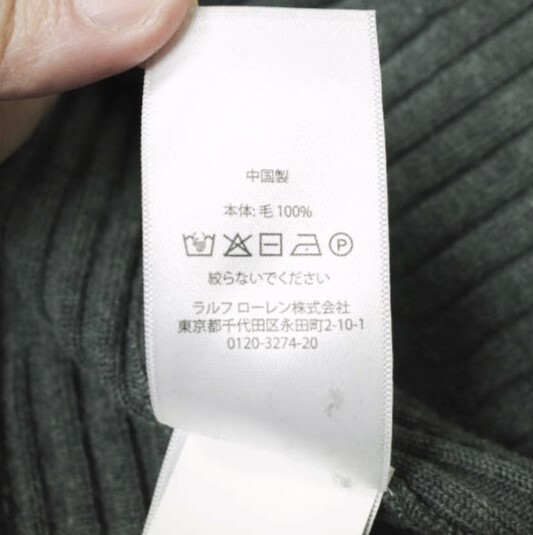 中国製
本体: 毛 100%
P
絞らないでください
ラルフ ローレン株式会社
東京都千代田区永田町2-10-1
0120-3274-20